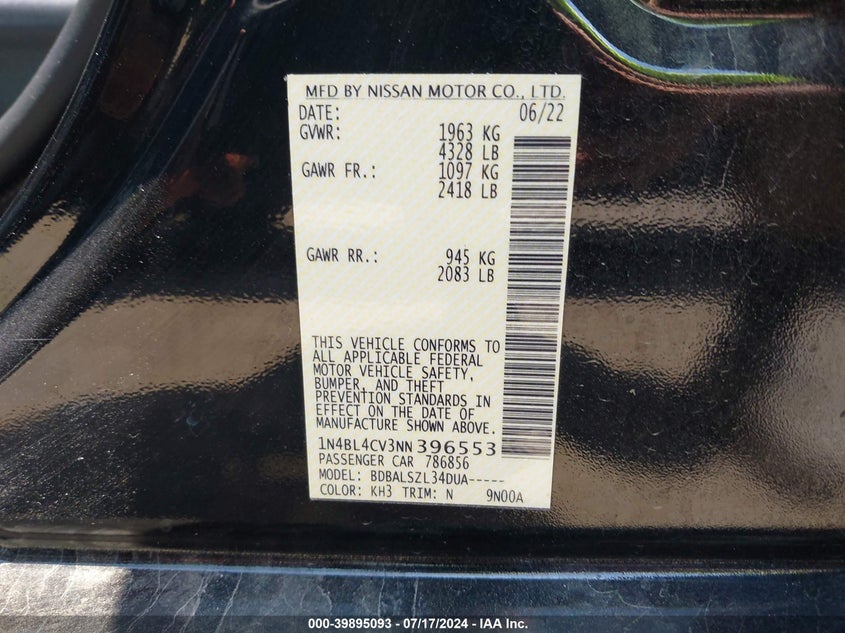 MFD BY NISSAN MOTOR CO., LTD.
DATE: 06/22
GVWR: 1963 KG
4328 LB
GAWR FR.: 1097 KG
2418 LB
GAWR RR.: 945 KG
2083 LB
THIS VEHICLE CONFORMS TO
ALL APPLICABLE FEDERAL
MOTOR VEHICLE SAFETY,
BUMPER, AND THEFT
PREVENTION STANDARDS IN
EFFECT ON THE DATE OF
MANUFACTURE SHOWN ABOVE.
1N4BL4CV3NN396553
PASSENGER CAR 786856
MODEL: BDBALSZL34DUA-----
COLOR: KH3 TRIM: N 9N00A
000-39895093 - 07/17/2024 - IAA Inc.